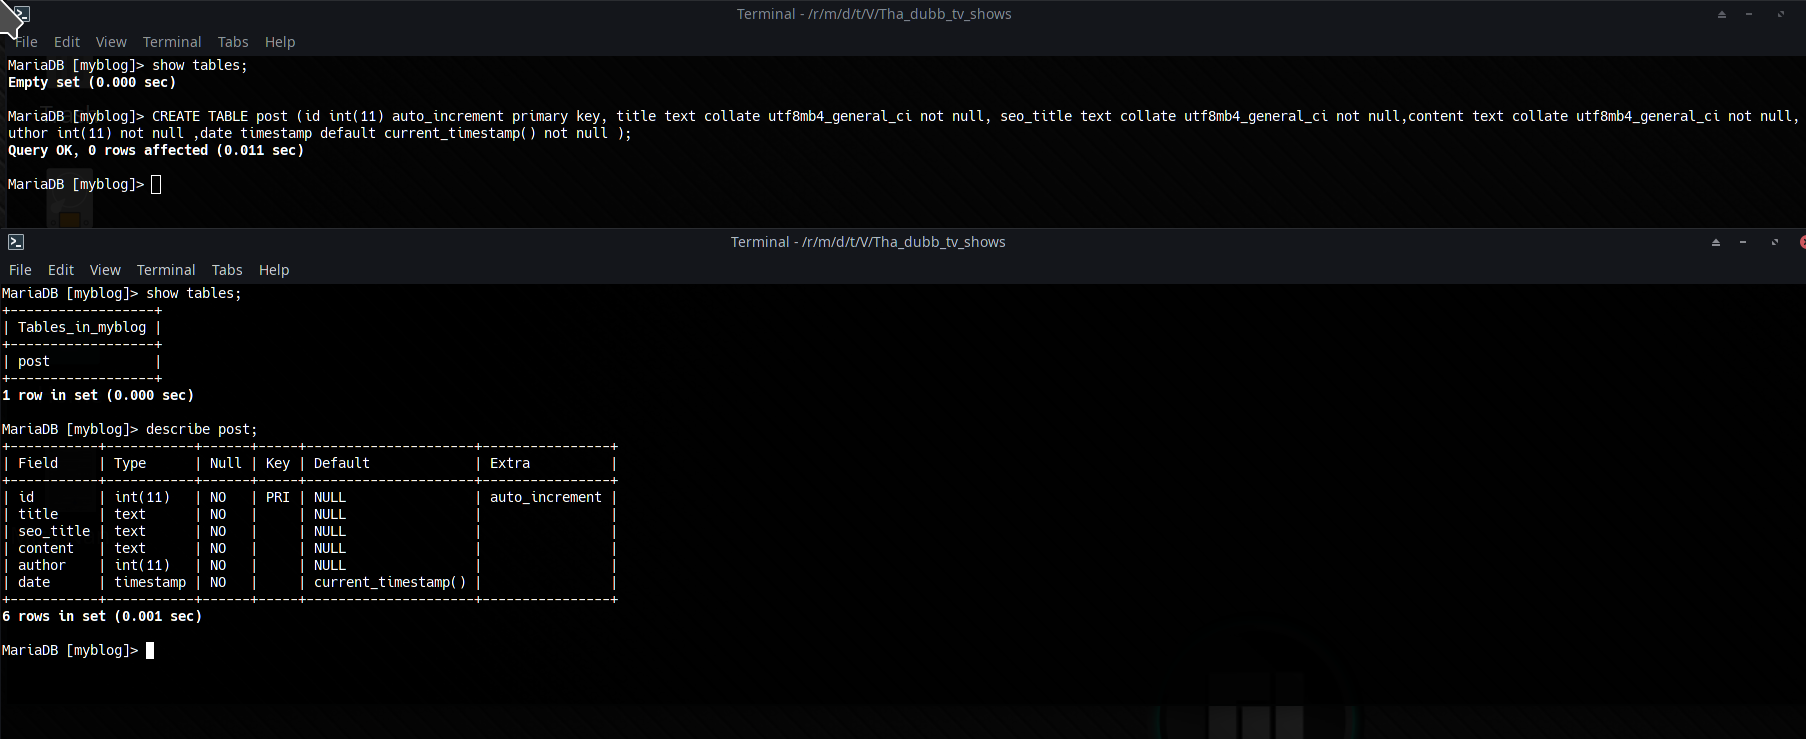 Terminal - /r/m/d/t/V/Tha_dubb_tv_shows
File Edit View Terminal Tabs Help
MariaDB [myblog]> show tables;
Empty set (0.000 sec)
MariaDB [myblog]> CREATE TABLE post (id int(11) auto_increment primary key, title text collate utf8mb4_general_ci not null, seo_title text collate utf8mb4_general_ci not null,content text collate utf8mb4_general_ci not null,
uthor int(11) not null ,date timestamp default current_timestamp() not null );
Query OK, 0 rows affected (0.011 sec)
MariaDB [myblog]>
Terminal - /r/m/d/t/V/Tha_dubb_tv_shows
File Edit View Terminal Tabs Help
MariaDB [myblog]> show tables;
+------------------+
| Tables_in_myblog |
+------------------+
| post             |
+------------------+
1 row in set (0.000 sec)
MariaDB [myblog]> describe post;
+-----------+-----------+------+-----+---------------------+----------------+
| Field     | Type      | Null | Key | Default             | Extra          |
+-----------+-----------+------+-----+---------------------+----------------+
| id        | int(11)   | NO   | PRI | NULL                | auto_increment |
| title     | text      | NO   |     | NULL                |                |
| seo_title | text      | NO   |     | NULL                |                |
| content   | text      | NO   |     | NULL                |                |
| author    | int(11)   | NO   |     | NULL                |                |
| date      | timestamp | NO   |     | current_timestamp() |                |
+-----------+-----------+------+-----+---------------------+----------------+
6 rows in set (0.001 sec)
MariaDB [myblog]>